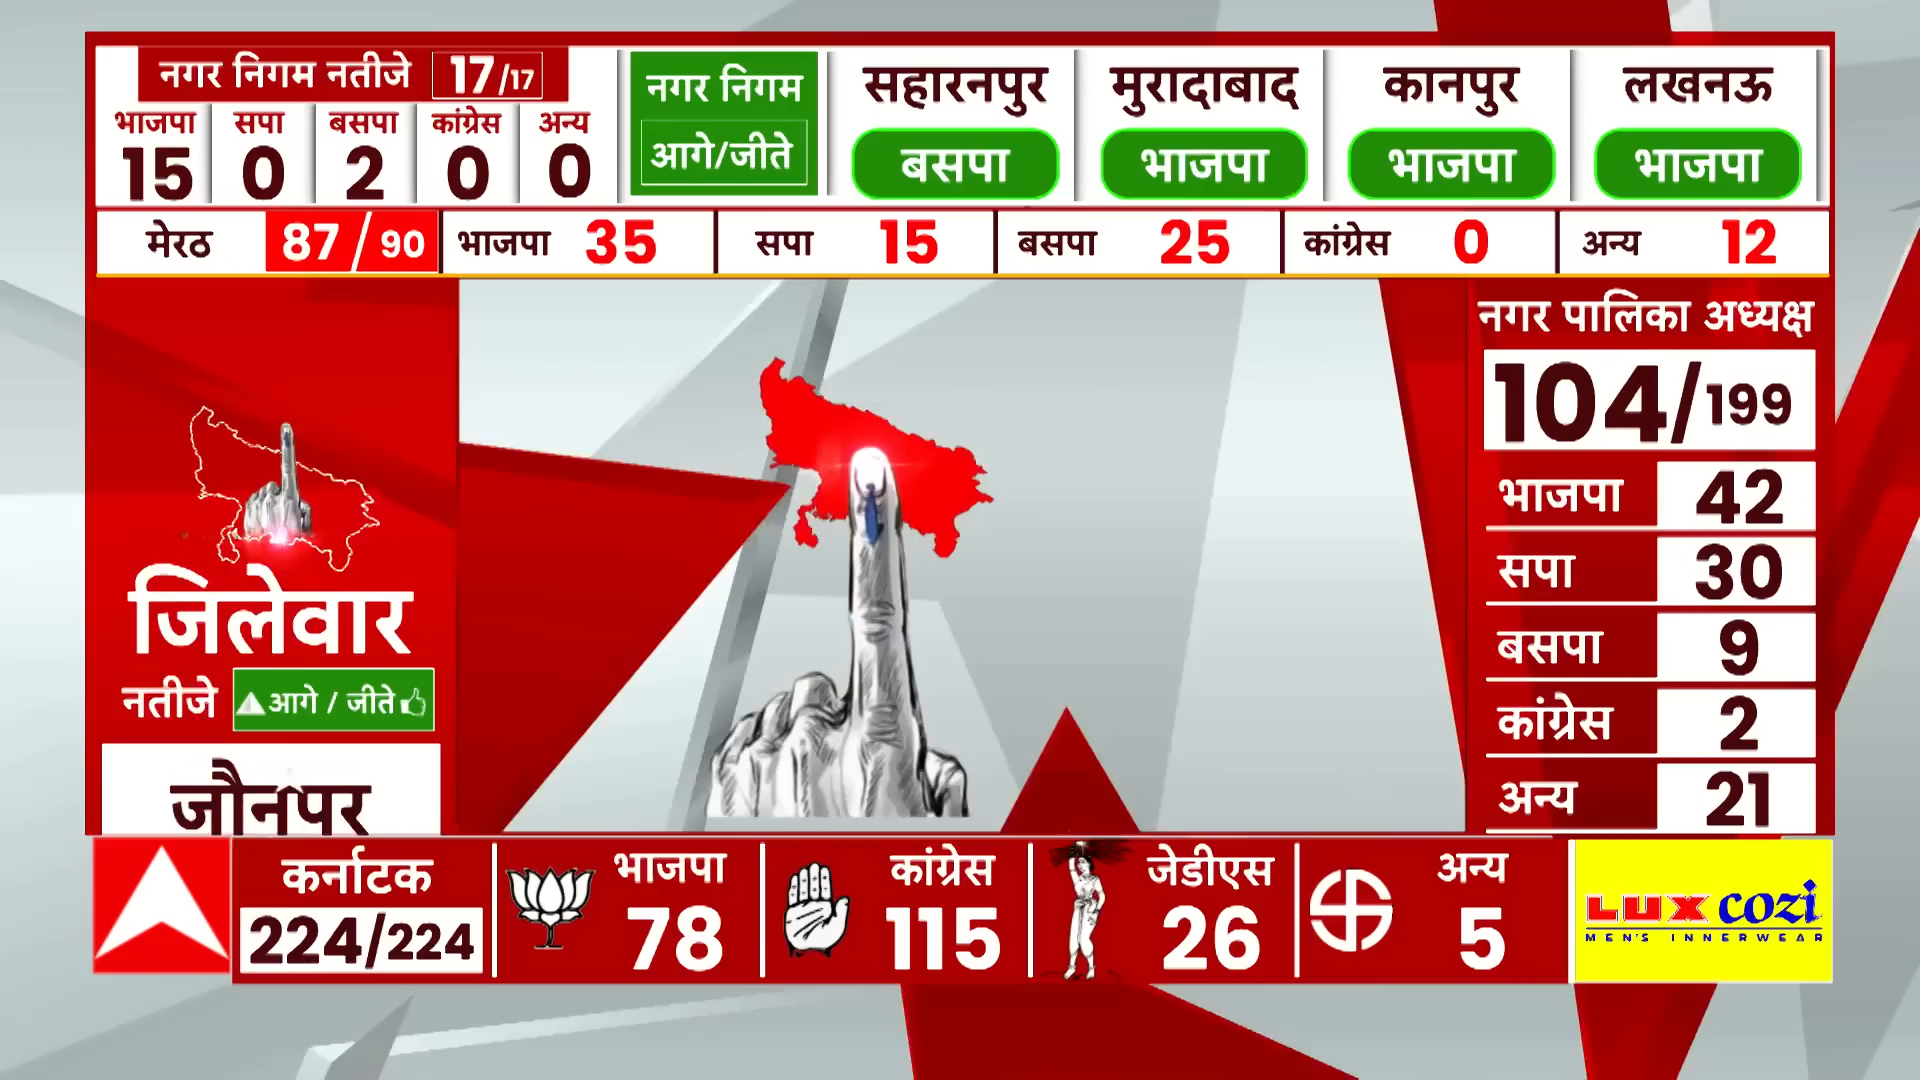 नगर निगम नतीजे 17/17
भाजपा सपा बसपा कांग्रेस अन्य
15 0 2 0 0
नगर निगम
आगे/जीते
सहारनपुर मुरादाबाद कानपुर लखनऊ
बसपा भाजपा भाजपा भाजपा
मेरठ 87/90 भाजपा 35 सपा 15 बसपा 25 कांग्रेस 0 अन्य 12
जिलेवार
नतीजे आगे / जीते
जौनपुर
नगर पालिका अध्यक्ष
104/199
भाजपा 42
सपा 30
बसपा 9
कांग्रेस 2
अन्य 21
कर्नाटक भाजपा कांग्रेस जेडीएस अन्य
224/224 78 115 26 5
LUX cozi
MEN'S INNERWEAR